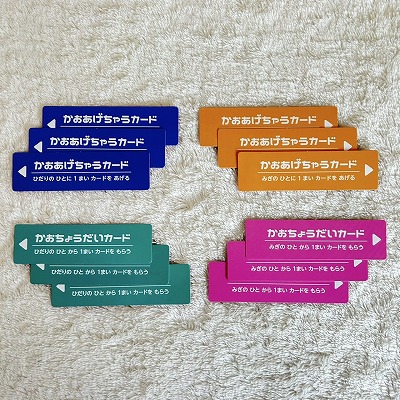 かおあげちゃうカード
かおあげちゃうカード
かおあげちゃうカード
ひだりの ひとに 1まい カードを あげる
かおあげちゃうカード
かおあげちゃうカード
かおあげちゃうカード
みぎの ひとに 1まい カードを あげる
かおちょうだいカード
ひだりの ひと から 1まい カードを もらう
ひだりの ひと から 1まい カードを もらう
ひだりの ひと から 1まい カードを もらう
かおちょうだいカード
みぎの ひと から 1まい カードを もらう
みぎの ひと から 1まい カードを もらう
みぎの ひと から 1まい カードを もらう